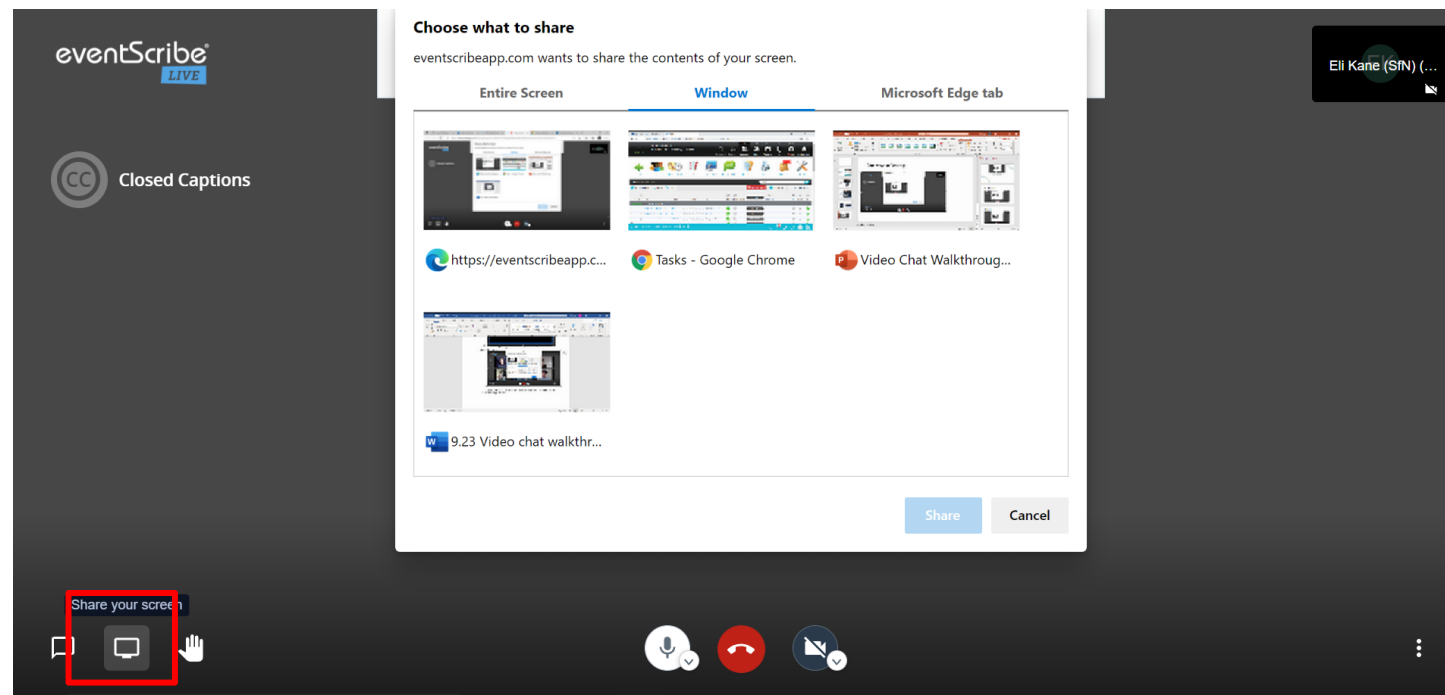 eventScribe®
LIVE
Closed Captions
Choose what to share
eventscribeapp.com wants to share the contents of your screen.
Entire Screen
Window
Microsoft Edge tab
https://eventscribeapp.c...
Tasks - Google Chrome
Video Chat Walkthroug...
9.23 Video chat walkthr...
Share
Cancel
Eli Kane (SfN) (...
Share your screen